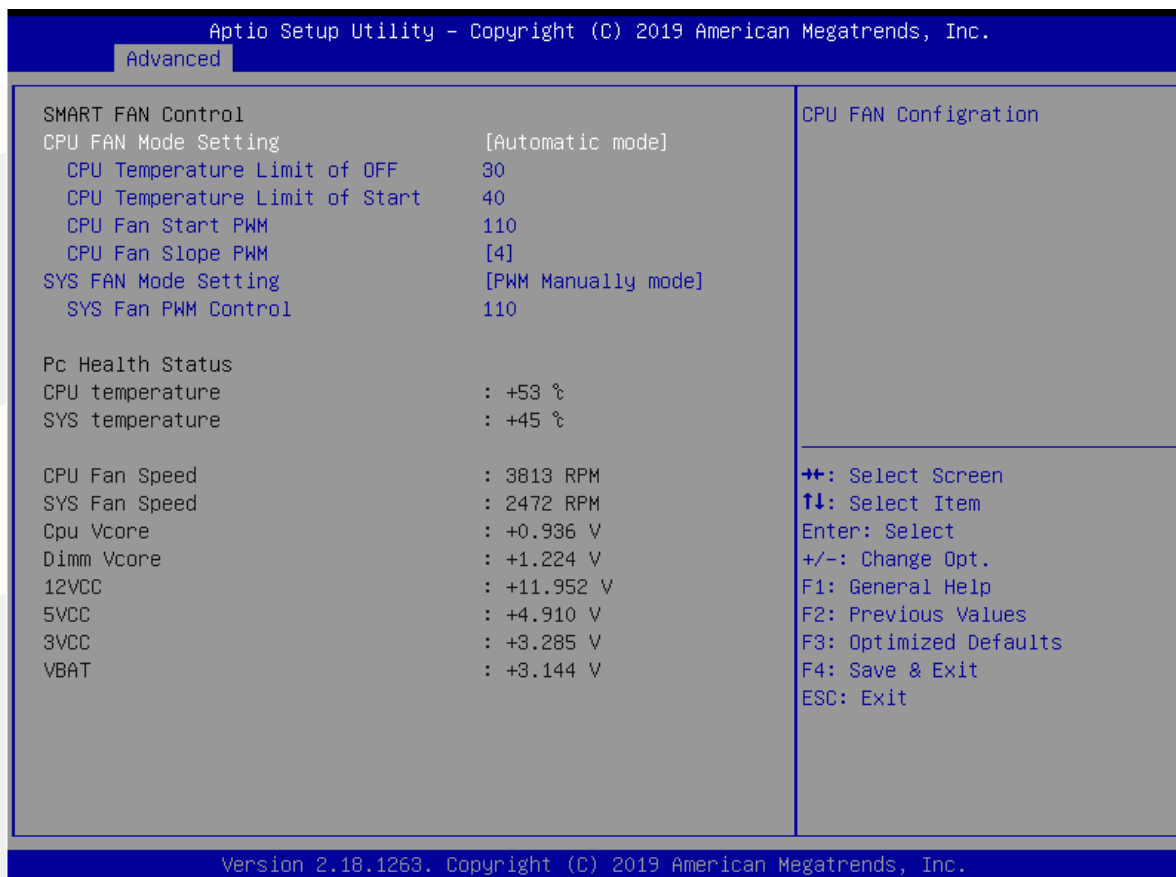 Aptio Setup Utility – Copyright (C) 2019 American Megatrends, Inc.
Advanced
SMART FAN Control
CPU FAN Mode Setting [Automatic mode]
CPU Temperature Limit of OFF 30
CPU Temperature Limit of Start 40
CPU Fan Start PWM 110
CPU Fan Slope PWM [4]
SYS FAN Mode Setting [PWM Manually mode]
SYS Fan PWM Control 110
Pc Health Status
CPU temperature : +53 ℃
SYS temperature : +45 ℃
CPU Fan Speed : 3813 RPM
SYS Fan Speed : 2472 RPM
Cpu Vcore : +0.936 V
Dimm Vcore : +1.224 V
12VCC : +11.952 V
5VCC : +4.910 V
3VCC : +3.285 V
VBAT : +3.144 V
CPU FAN Configration
→←: Select Screen
↑↓: Select Item
Enter: Select
+/-: Change Opt.
F1: General Help
F2: Previous Values
F3: Optimized Defaults
F4: Save & Exit
ESC: Exit
Version 2.18.1263. Copyright (C) 2019 American Megatrends, Inc.